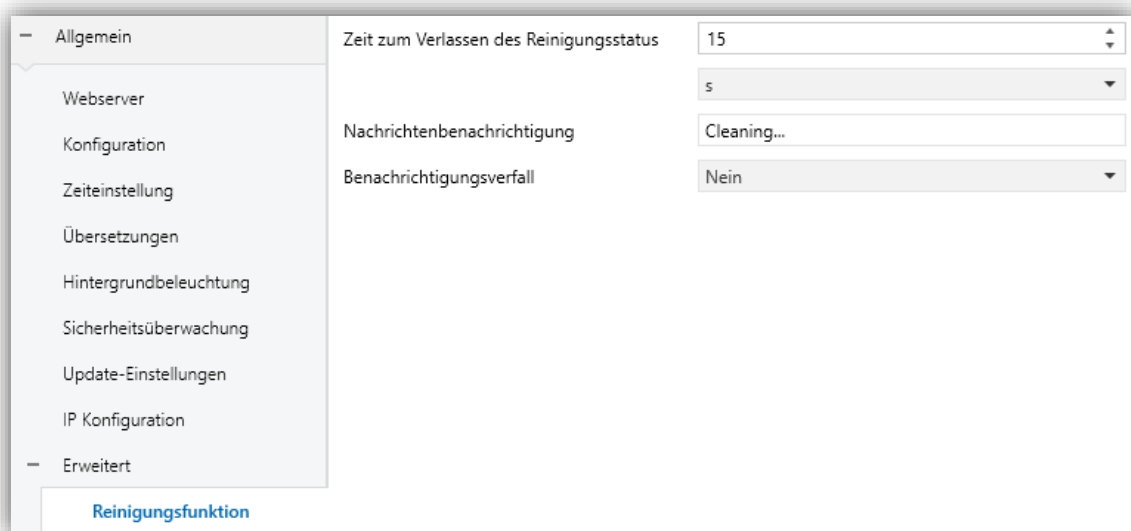 Allgemein
Webserver
Konfiguration
Zeiteinstellung
Übersetzungen
Hintergrundbeleuchtung
Sicherheitsüberwachung
Update-Einstellungen
IP Konfiguration
Erweitert
Reinigungsfunktion
Zeit zum Verlassen des Reinigungsstatus 15
s
Nachrichtenbenachrichtigung Cleaning...
Benachrichtigungsverfall Nein